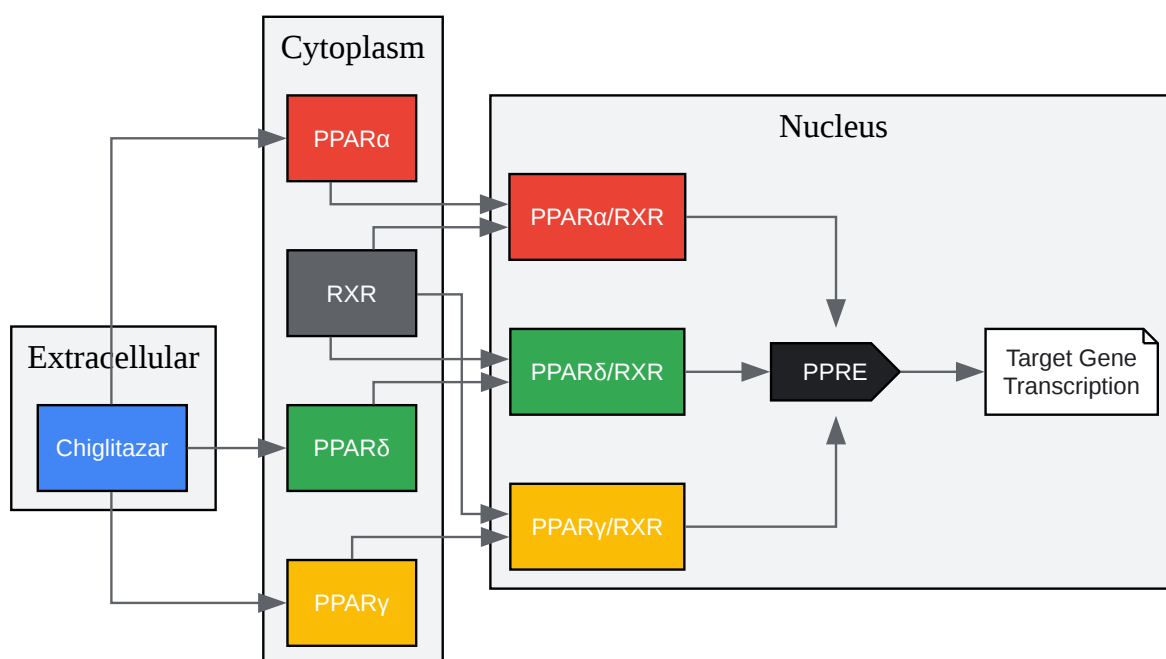 Cytoplasm
PPARα
RXR
PPARδ
PPARγ
Extracellular
Chiglitazar
Nucleus
PPARα/RXR
PPARδ/RXR
PPARγ/RXR
PPRE
Target Gene
Transcription